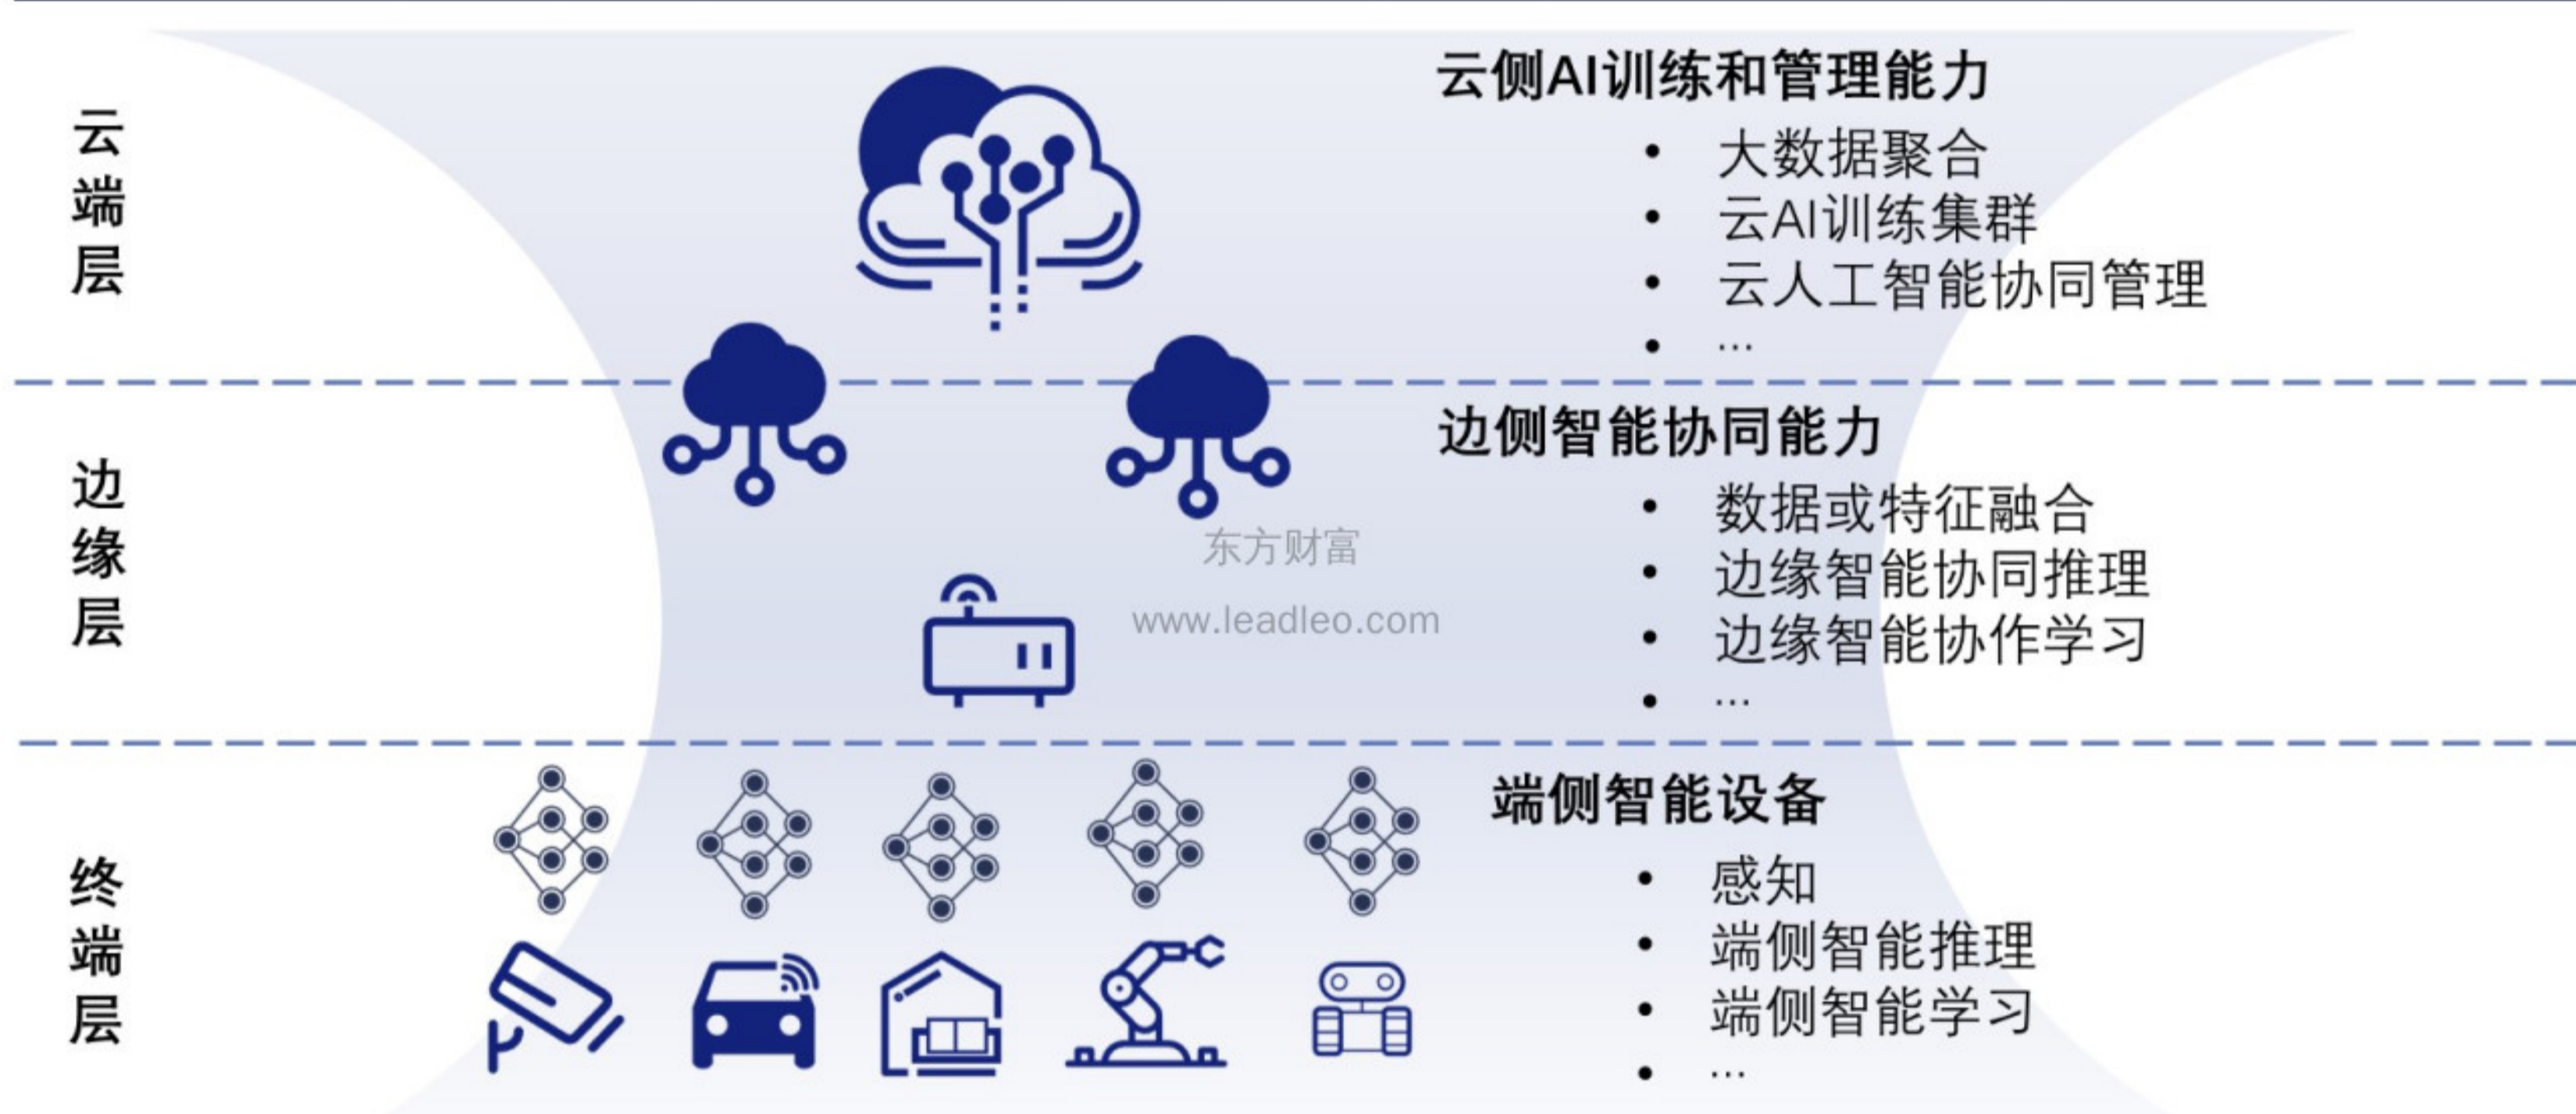 云端层
云侧AI训练和管理能力
• 大数据聚合
• 云AI训练集群
• 云人工智能协同管理
• ...
边缘层
边侧智能协同能力
• 数据或特征融合
• 边缘智能协同推理
• 边缘智能协作学习
• ...
东方财富
www.leadleo.com
终端层
端侧智能设备
• 感知
• 端侧智能推理
• 端侧智能学习
• ...